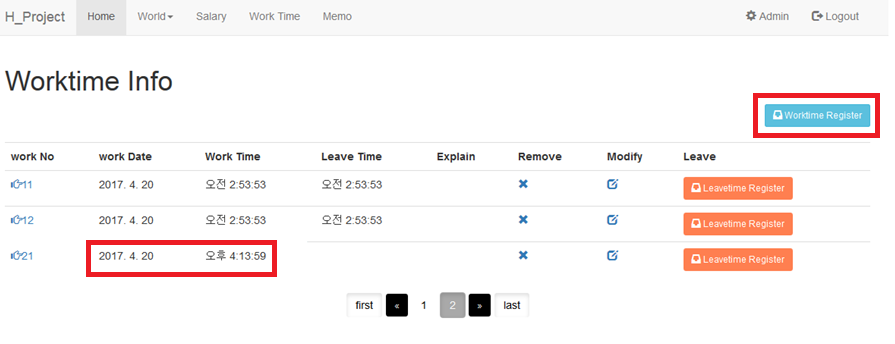 H_Project Home World Salary Work Time Memo Admin Logout
Worktime Info
Worktime Register
work No work Date Work Time Leave Time Explain Remove Modify Leave
11 2017. 4. 20 오전 2:53:53 오전 2:53:53 Leavetime Register
12 2017. 4. 20 오전 2:53:53 오전 2:53:53 Leavetime Register
21 2017. 4. 20 오후 4:13:59 Leavetime Register
first « 1 2 » last